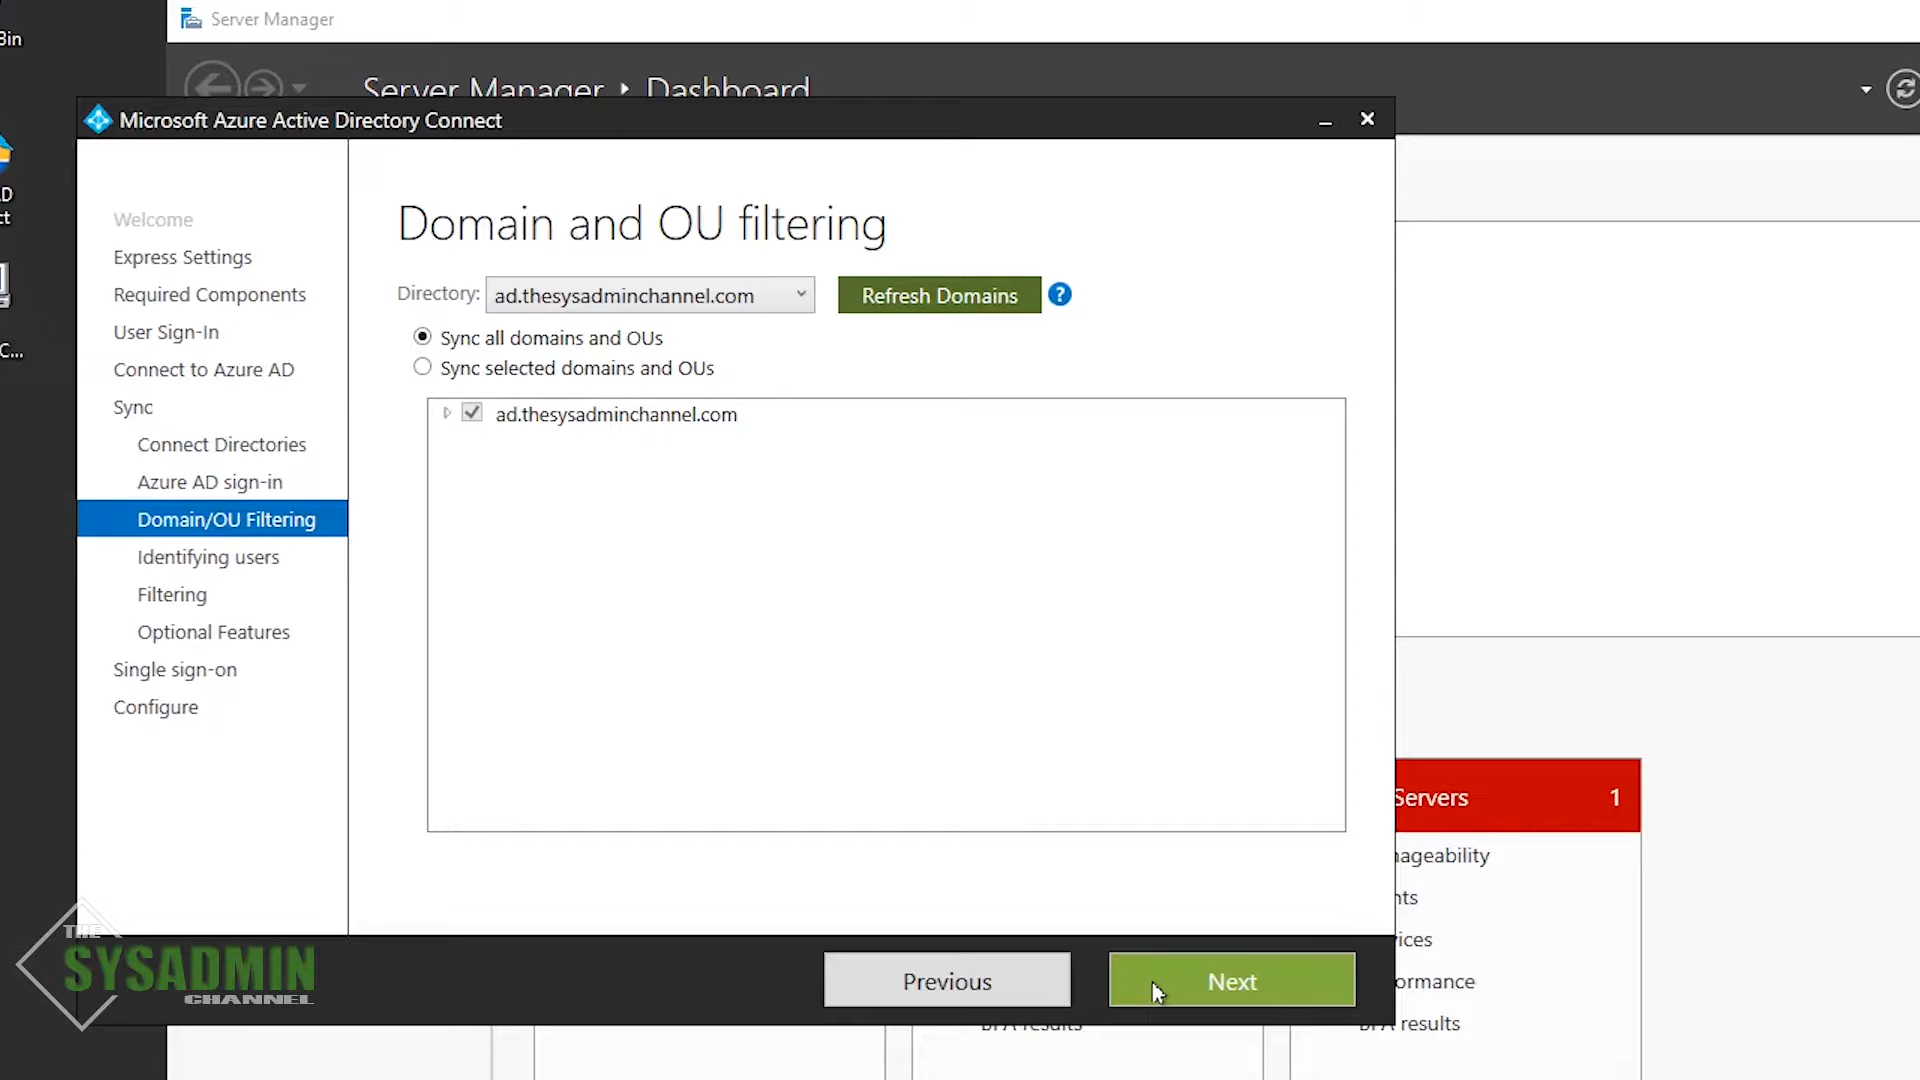 Bin
Server Manager
Server Manager ▸ Dashboard
Microsoft Azure Active Directory Connect
Welcome
Express Settings
Required Components
User Sign-In
Connect to Azure AD
Sync
Connect Directories
Azure AD sign-in
Domain/OU Filtering
Identifying users
Filtering
Optional Features
Single sign-on
Configure
Domain and OU filtering
Directory: ad.thesysadminchannel.com Refresh Domains ?
Sync all domains and OUs
Sync selected domains and OUs
ad.thesysadminchannel.com
Previous Next
Servers 1
ageability
nts
ices
ormance
BPA results
BPA results
THE
SYSADMIN
CHANNEL